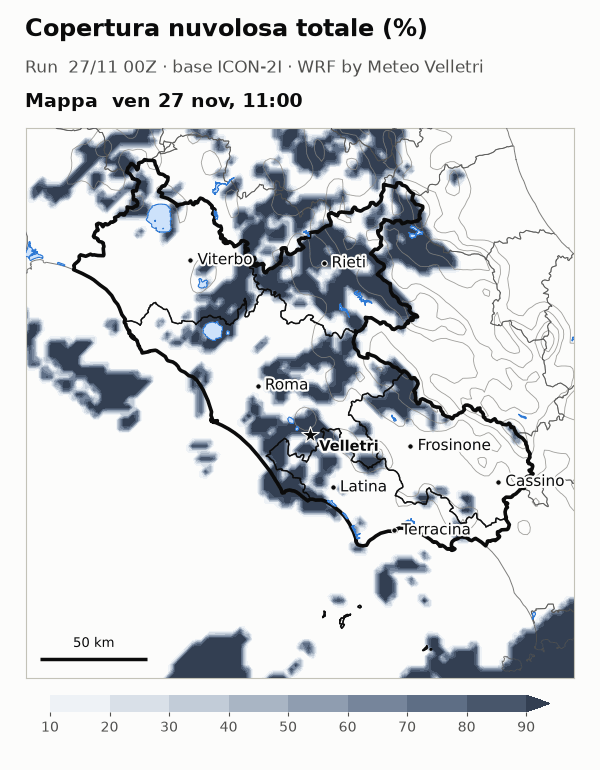 Copertura nuvolosa totale (%)
Run  27/11 00Z · base ICON-2I · WRF by Meteo Velletri
Mappa  ven 27 nov, 11:00
Viterbo
Rieti
Roma
Velletri
Frosinone
Cassino
Latina
Terracina
50 km
10 20 30 40 50 60 70 80 90